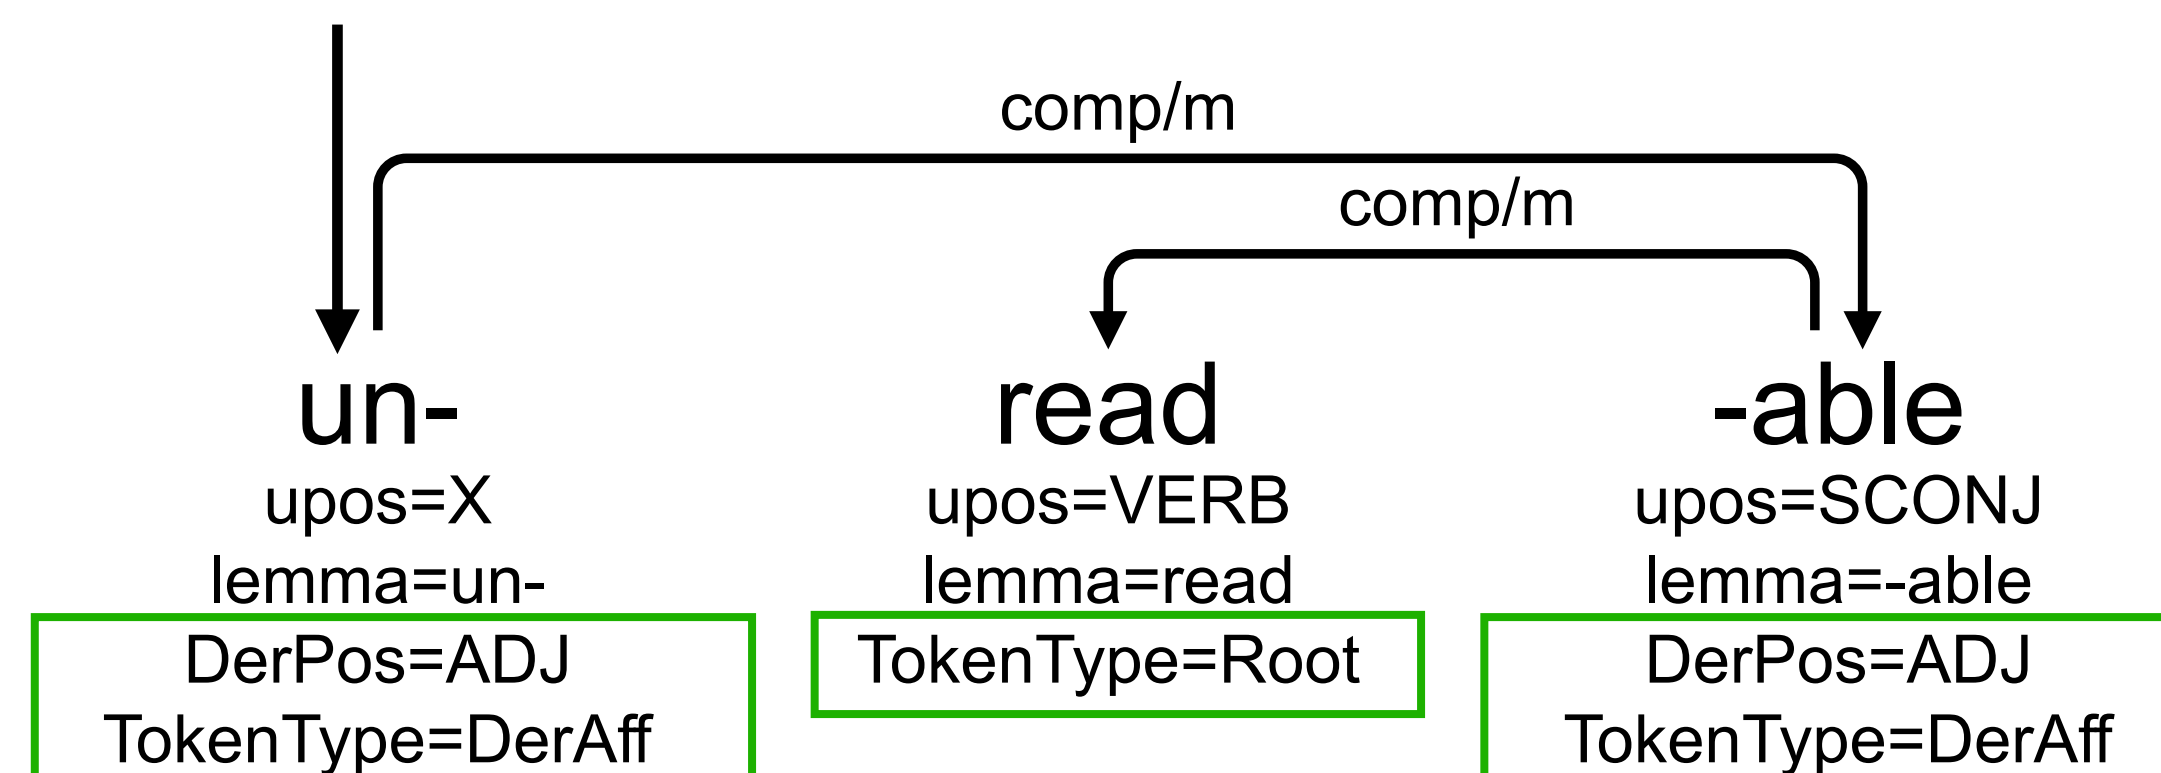 comp/m
comp/m
un- read -able
upos=X upos=VERB upos=SCONJ
lemma=un- lemma=read lemma=-able
DerPos=ADJ TokenType=Root DerPos=ADJ
TokenType=DerAff TokenType=DerAff